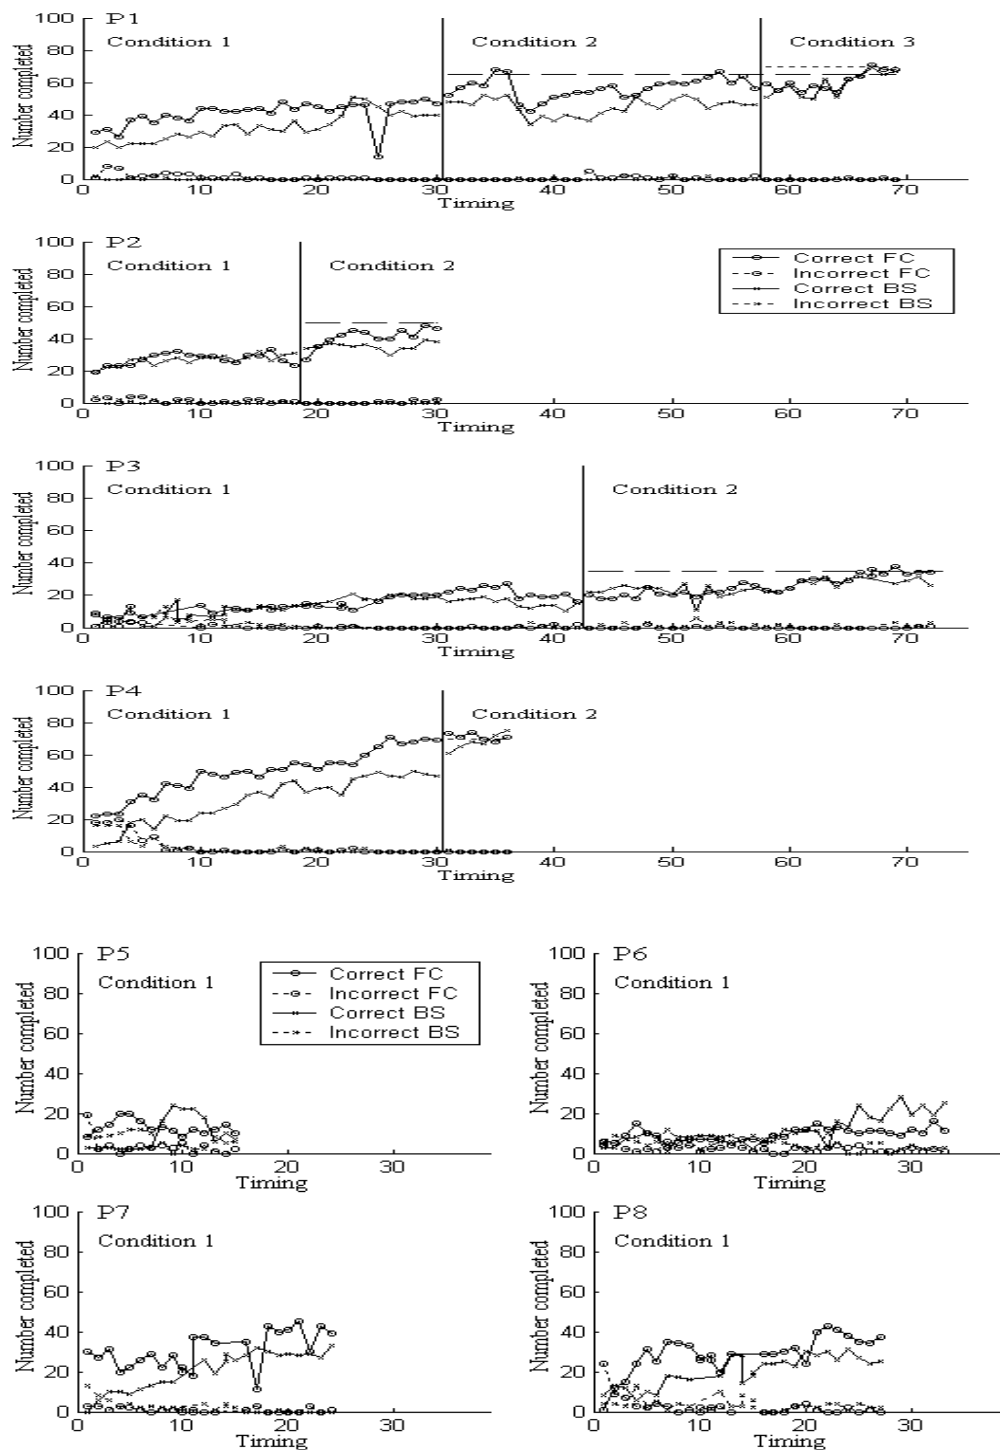 P1
Condition 1 Condition 2 Condition 3
Number completed
100
80
60
40
20
0
0 10 20 30 40 50 60 70
Timing
P2
Condition 1 Condition 2
Number completed
100
80
60
40
20
0
0 10 20 30 40 50 60 70
Timing
Correct FC
Incorrect FC
Correct BS
Incorrect BS
P3
Condition 1 Condition 2
Number completed
100
80
60
40
20
0
0 10 20 30 40 50 60 70
Timing
P4
Condition 1 Condition 2
Number completed
100
80
60
40
20
0
0 10 20 30 40 50 60 70
Timing
P5
Condition 1
Number completed
100
80
60
40
20
0
0 10 20 30
Timing
Correct FC
Incorrect FC
Correct BS
Incorrect BS
P6
Condition 1
Number completed
100
80
60
40
20
0
0 10 20 30
Timing
P7
Condition 1
Number completed
100
80
60
40
20
0
0 10 20 30
Timing
P8
Condition 1
Number completed
100
80
60
40
20
0
0 10 20 30
Timing